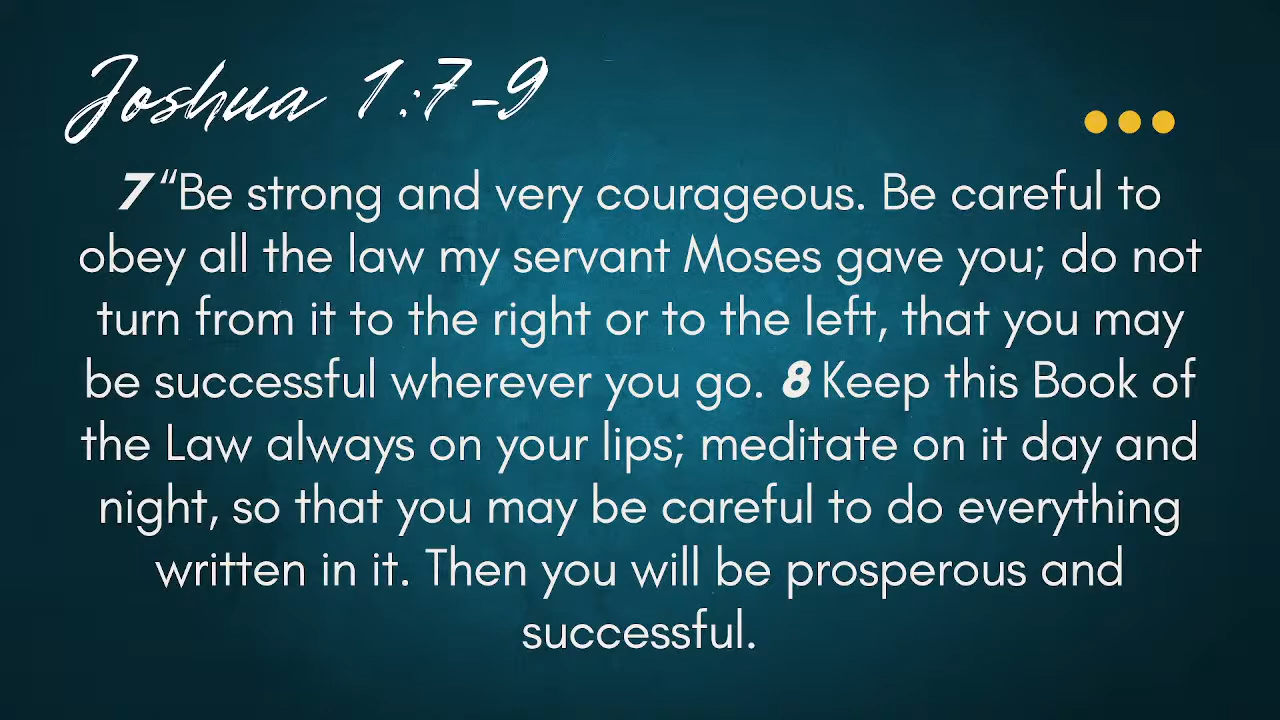 Joshua 1:7-9
7 “Be strong and very courageous. Be careful to
obey all the law my servant Moses gave you; do not
turn from it to the right or to the left, that you may
be successful wherever you go. 8 Keep this Book of
the Law always on your lips; meditate on it day and
night, so that you may be careful to do everything
written in it. Then you will be prosperous and
successful.